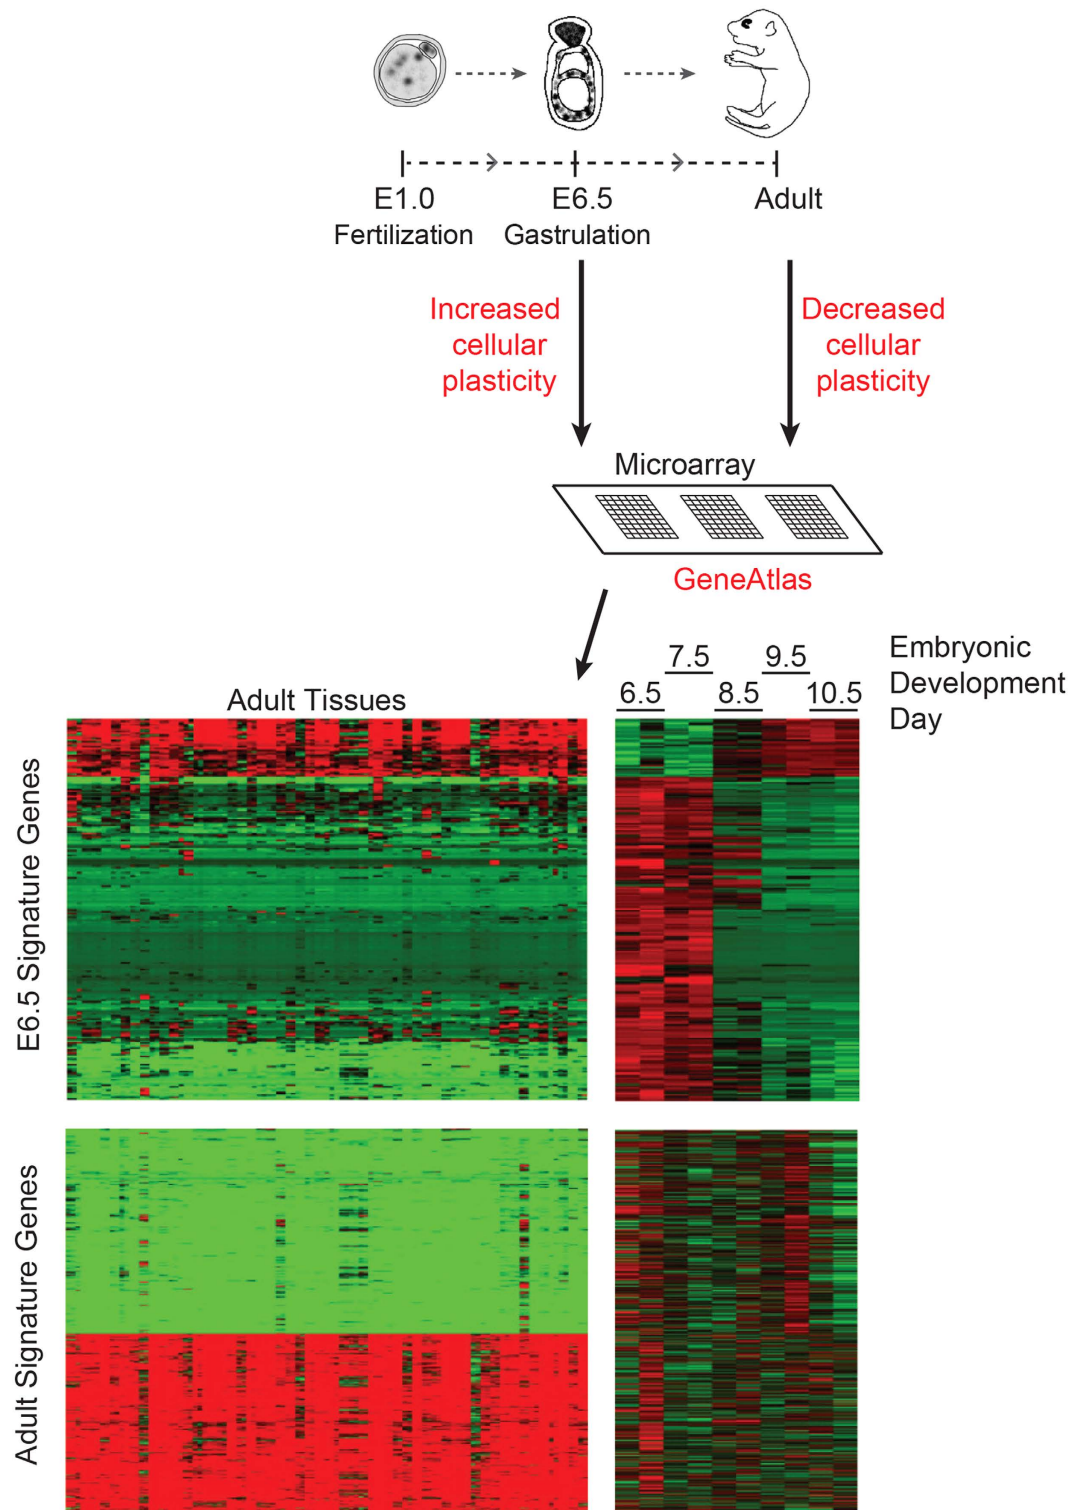 E1.0
E6.5
Adult
Fertilization
Gastrulation
Increased
cellular
plasticity
Decreased
cellular
plasticity
Microarray
GeneAtlas
Adult Tissues
6.5
7.5
8.5
9.5
10.5
Embryonic
Development
Day
E6.5 Signature Genes
Adult Signature Genes